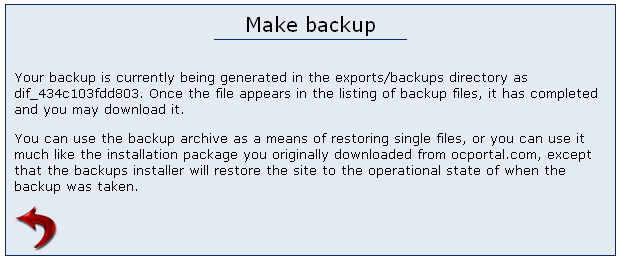 Make backup
Your backup is currently being generated in the exports/backups directory as
dif_434c103fdd803. Once the file appears in the listing of backup files, it has completed
and you may download it.
You can use the backup archive as a means of restoring single files, or you can use it
much like the installation package you originally downloaded from ocportal.com, except
that the backups installer will restore the site to the operational state of when the
backup was taken.